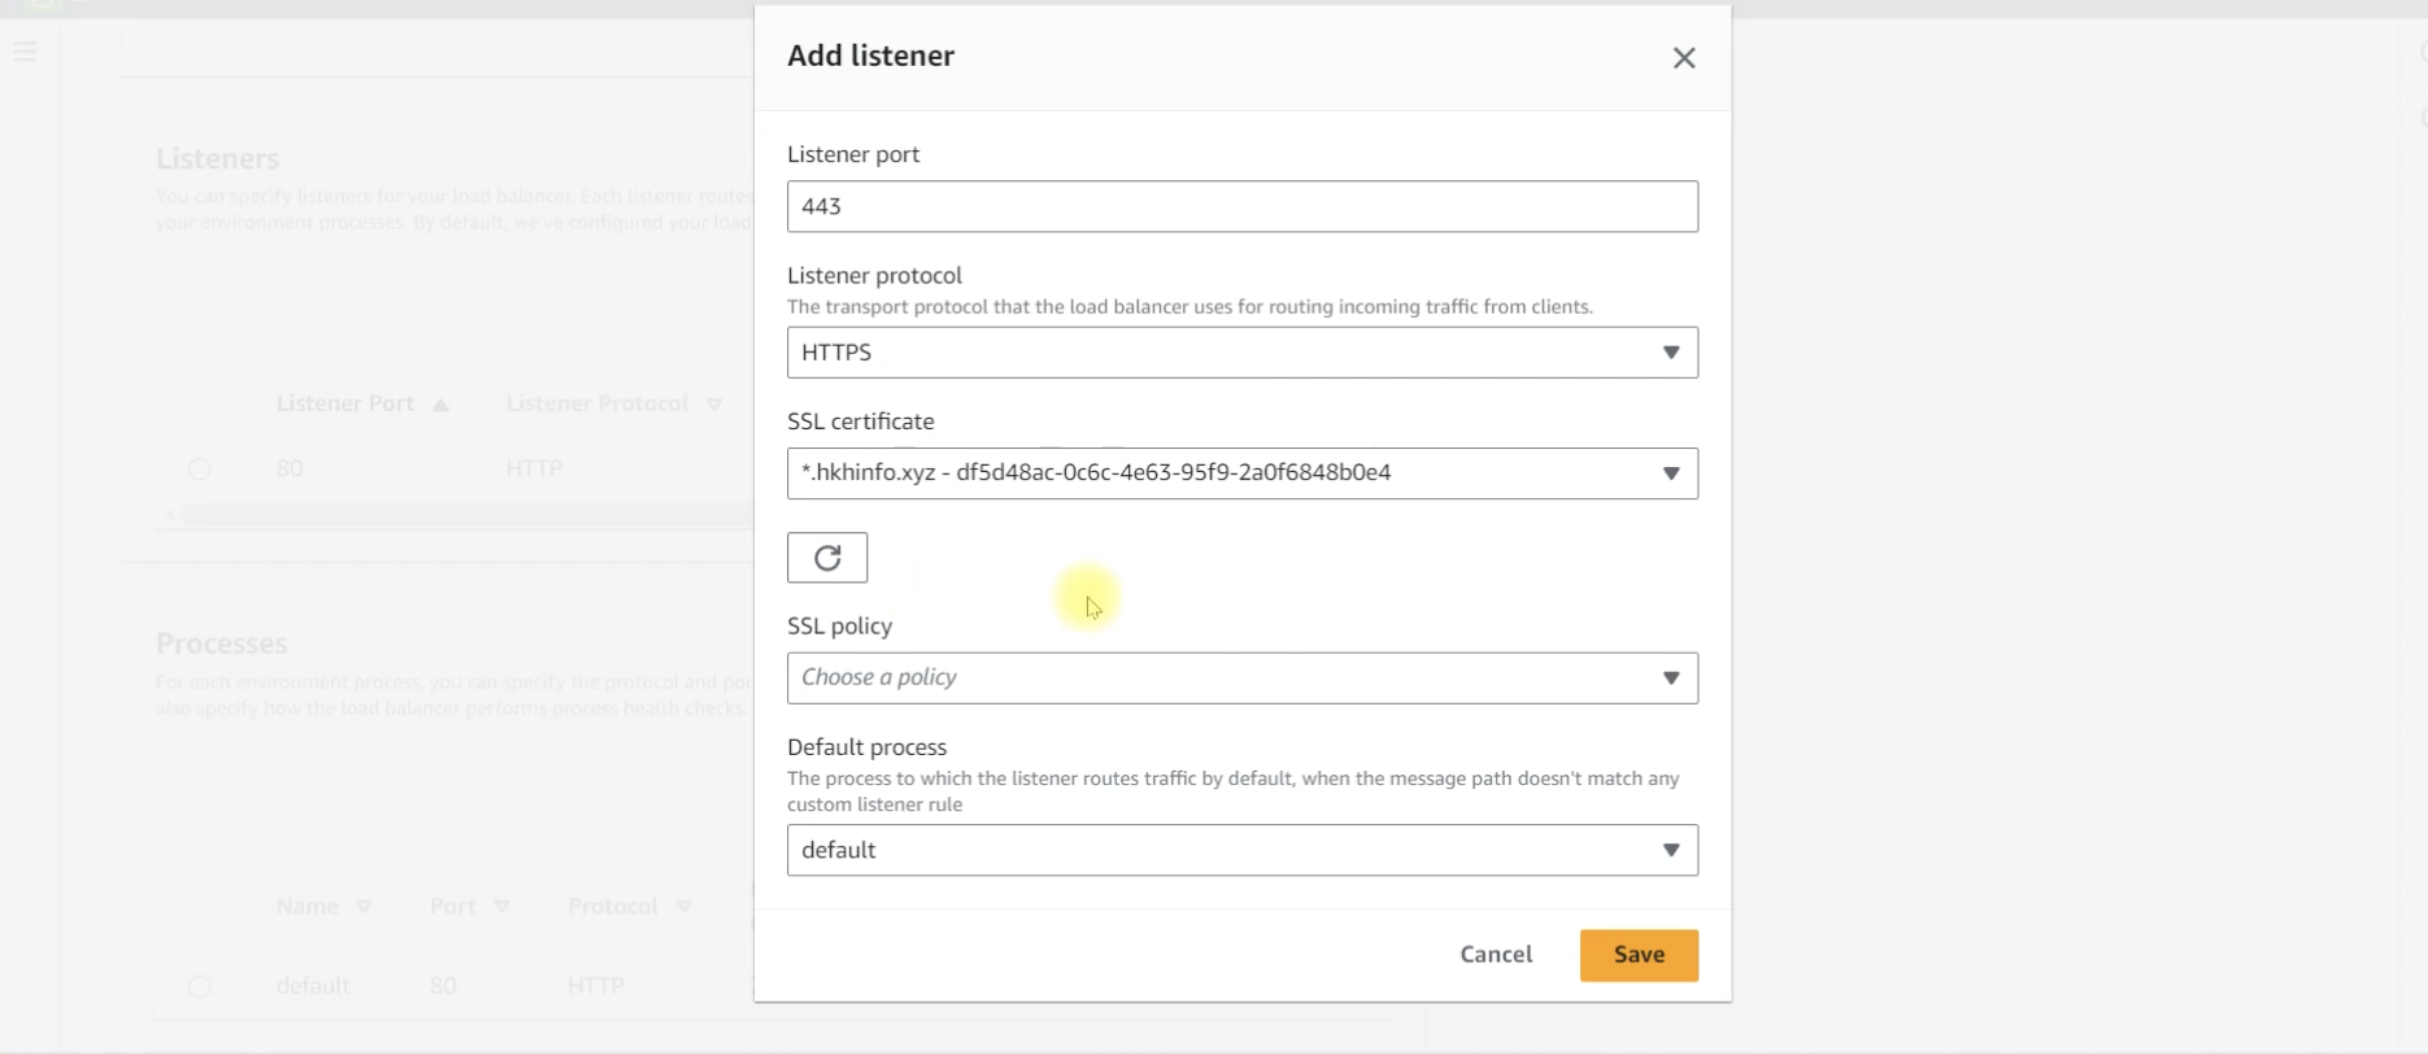 Add listener
Listener port
443
Listener protocol
The transport protocol that the load balancer uses for routing incoming traffic from clients.
HTTPS
SSL certificate
*.hkhinfo.xyz - df5d48ac-0c6c-4e63-95f9-2a0f6848b0e4
SSL policy
Choose a policy
Default process
The process to which the listener routes traffic by default, when the message path doesn't match any
custom listener rule
default
Cancel
Save
Listeners
You can specify listeners for your load balancer. Each listener routes
your environment processes. By default, we've configured your load
Listener Port
Listener Protocol
80
HTTP
Processes
For each environment process, you can specify the protocol and por
also specify how the load balancer performs process health checks.
Name
Port
Protocol
default
80
HTTP